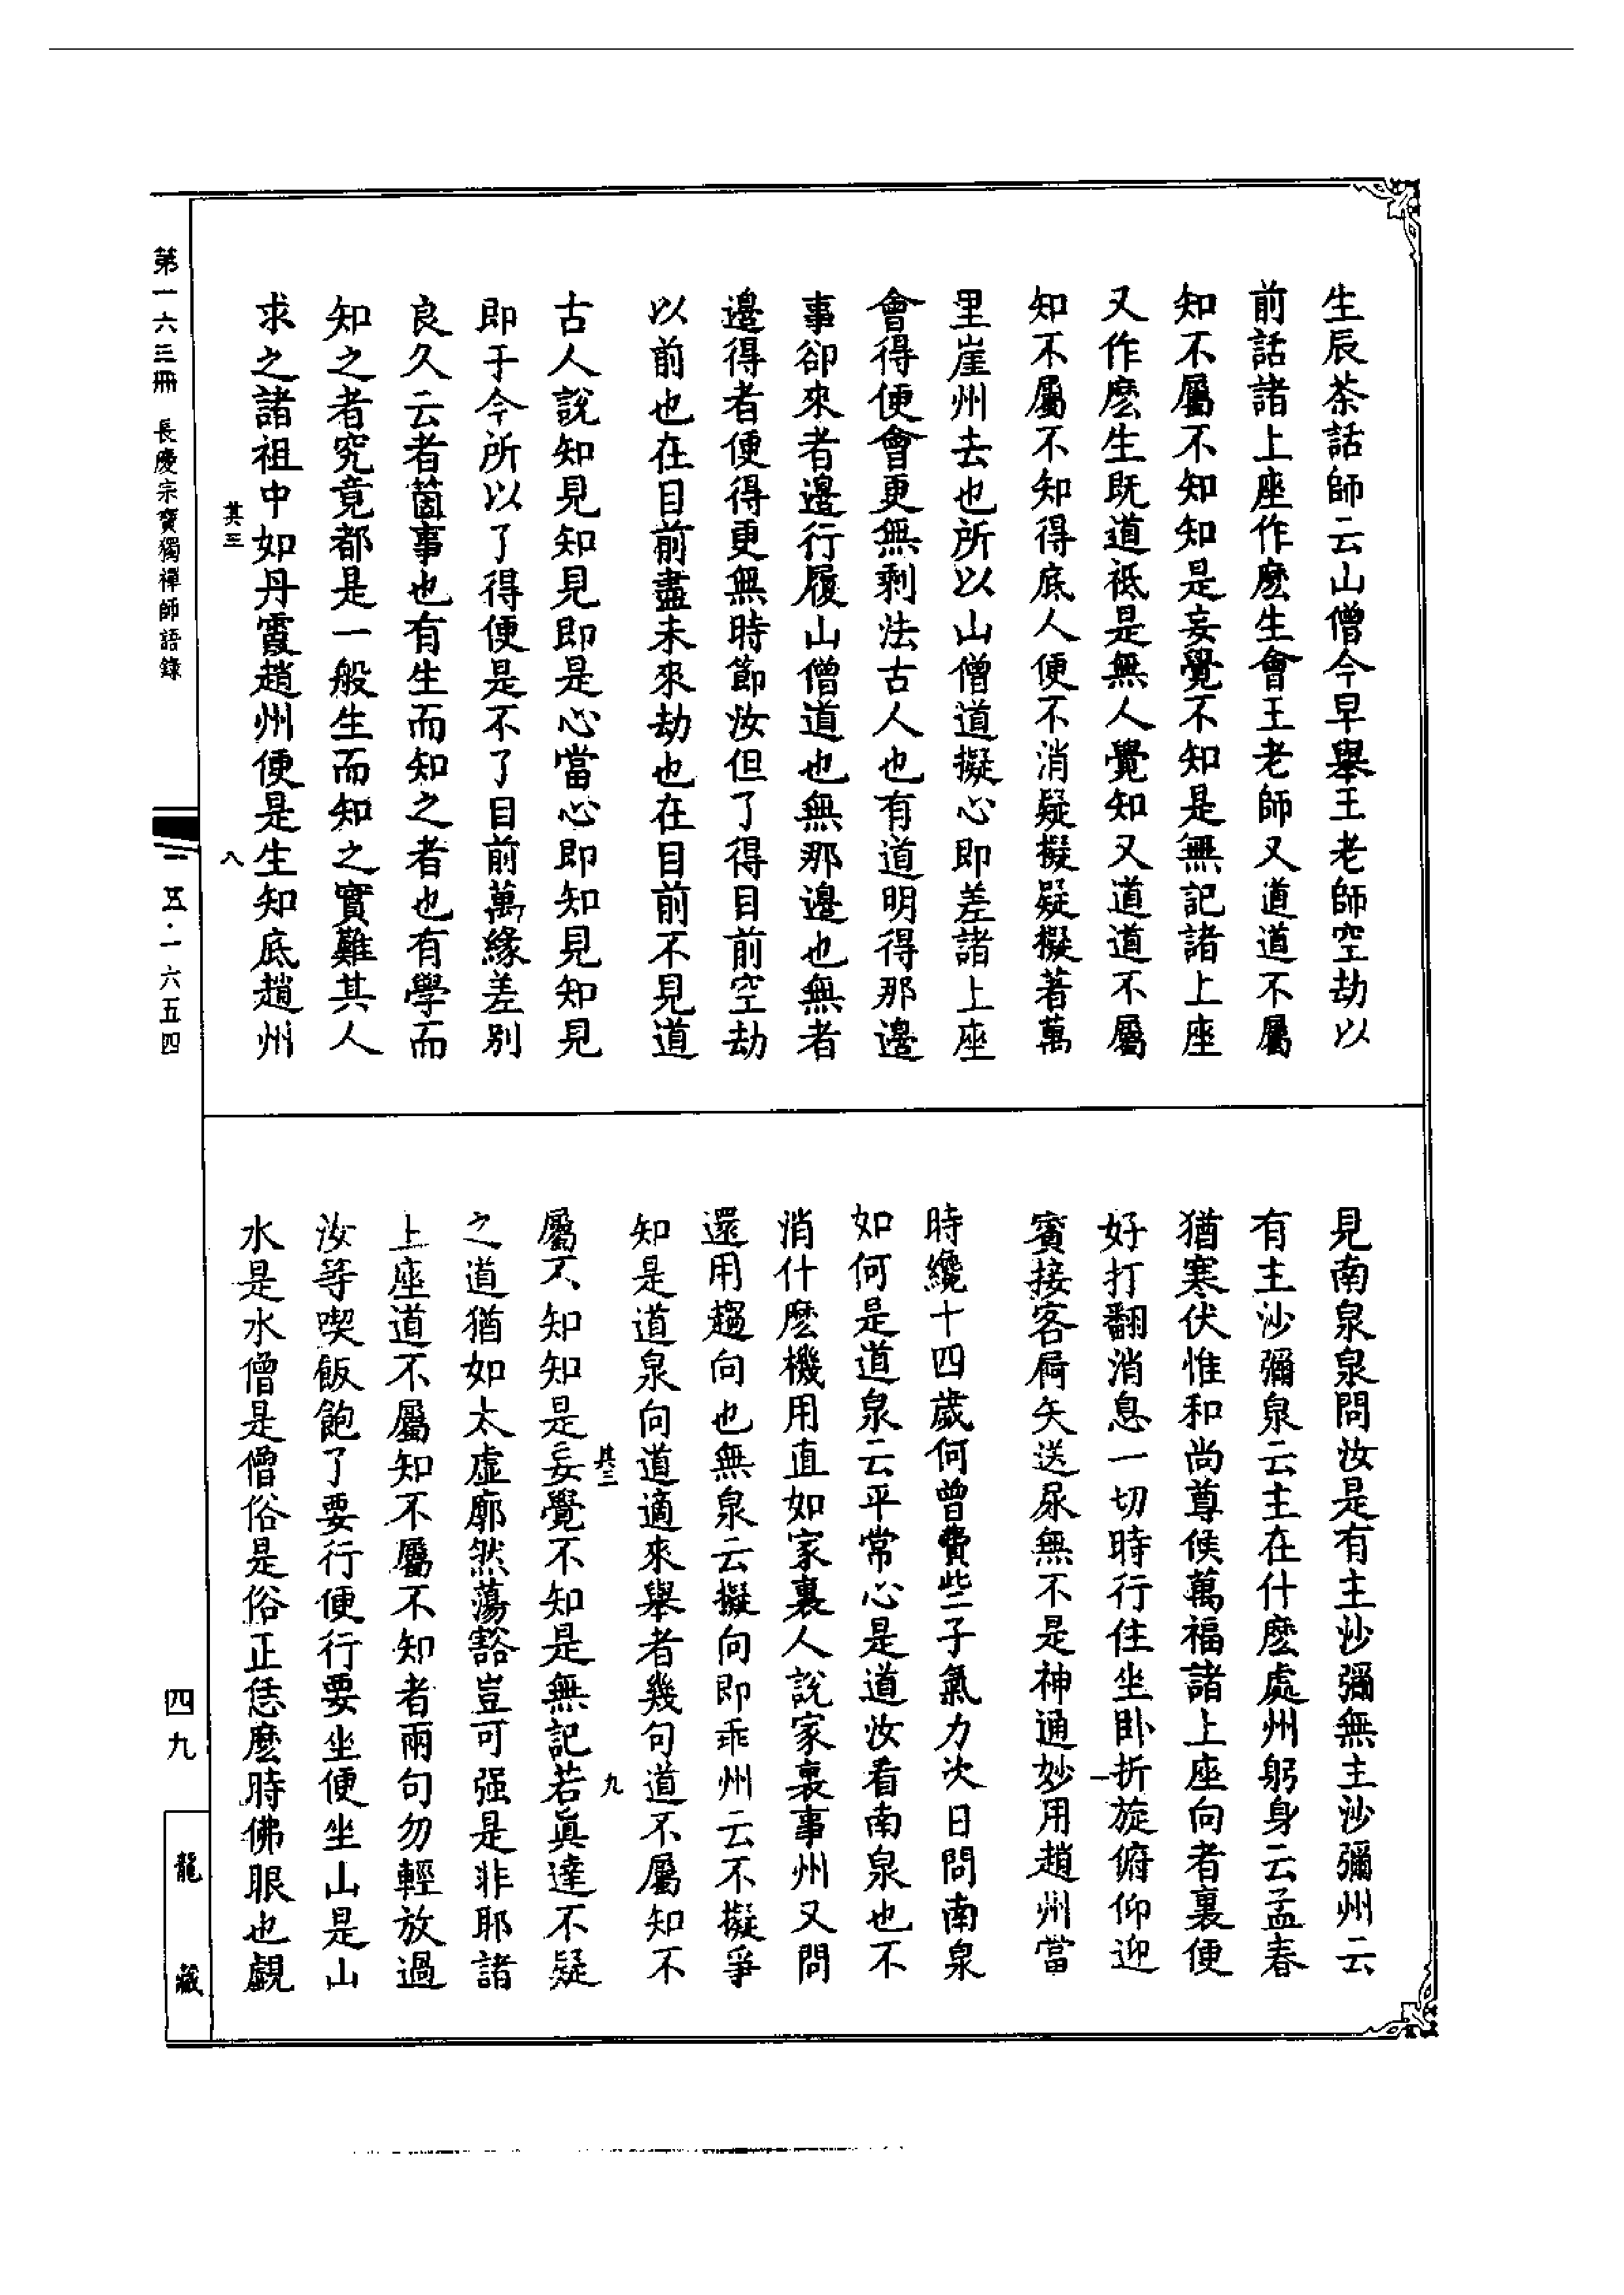 生辰茶話師云山僧今早舉王老師空劫以
前話諸上座作麽生會王老師又道道不屬
知不屬不知知是妄覺不知是無記諸上座
又作麽生既道祗是無人覺知又道道不屬
知不屬不知得底人便不消疑擬疑擬著萬
里崖州去也所以山僧道擬心即差諸上座
會得便會更無剩法古人也有道明得那邊
事卻來者邊行履山僧道也無那邊也無者
邊得者便得更無時節汝但了得目前空劫
以前也在目前盡未來劫也在目前不見道
古人說知見知見即是心當心即知見知見
即于今所以了得便是不了目前萬緣差別
良久云者箇事也有生而知之者也有學而
知之者究竟都是一般生而知之實難其人
求之諸祖中如丹霞趙州便是生知底趙州
其三
八
見南泉泉問汝是有主沙彌無主沙彌州云
有主沙彌泉云主在什麽處州躬身云孟春
猶寒伏惟和尚尊候萬福諸上座向者裏便
好打翻消息一切時行住坐臥折旋俯仰迎
賓接客屙矢送尿無不是神通妙用趙州當
時纔十四歲何曾費些子氣力次日問南泉
如何是道泉云平常心是道汝看南泉也不
消什麽機用直如家裏人說家裏事州又問
還用趨向也無泉云擬向即乖州云不擬爭
知是道泉向道適來舉者幾句道不屬知不
其三
九
屬不知知是妄覺不知是無記若眞達不疑
之道猶如太虛廓然蕩豁豈可强是非耶諸
上座道不屬知不屬不知者兩句勿輕放過
汝等喫飯飽了要行便行要坐便坐山是山
水是水僧是僧俗是俗正恁麽時佛眼也覷
第一六三冊 長慶宗寶獨禪師語錄
一五·一六五四
四九
龍藏